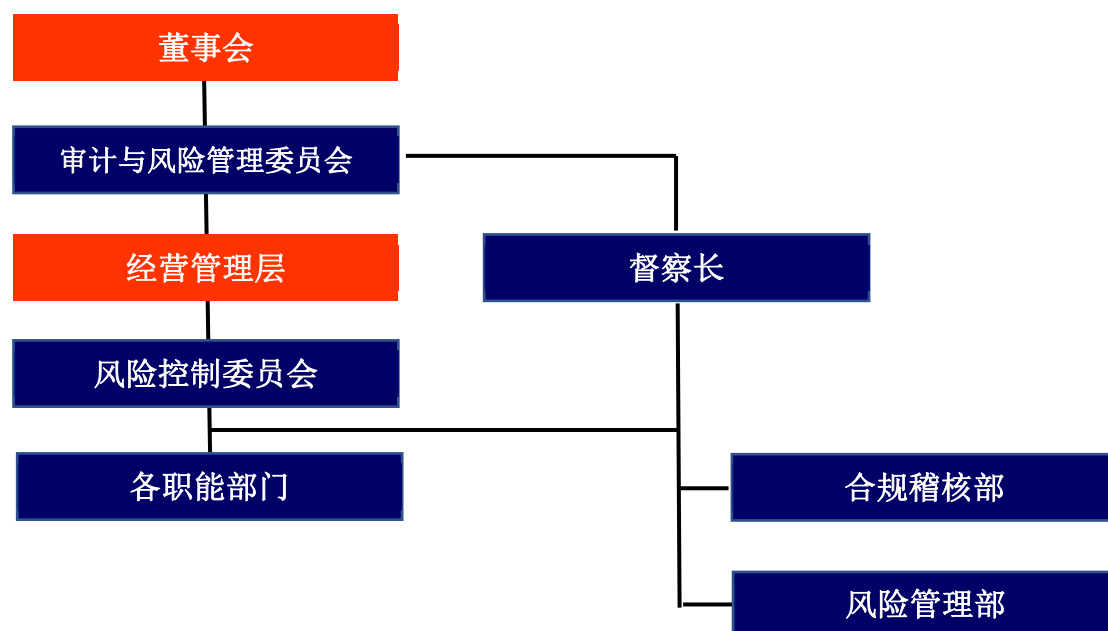 董事会
审计与风险管理委员会
经营管理层
督察长
风险控制委员会
各职能部门
合规稽核部
风险管理部